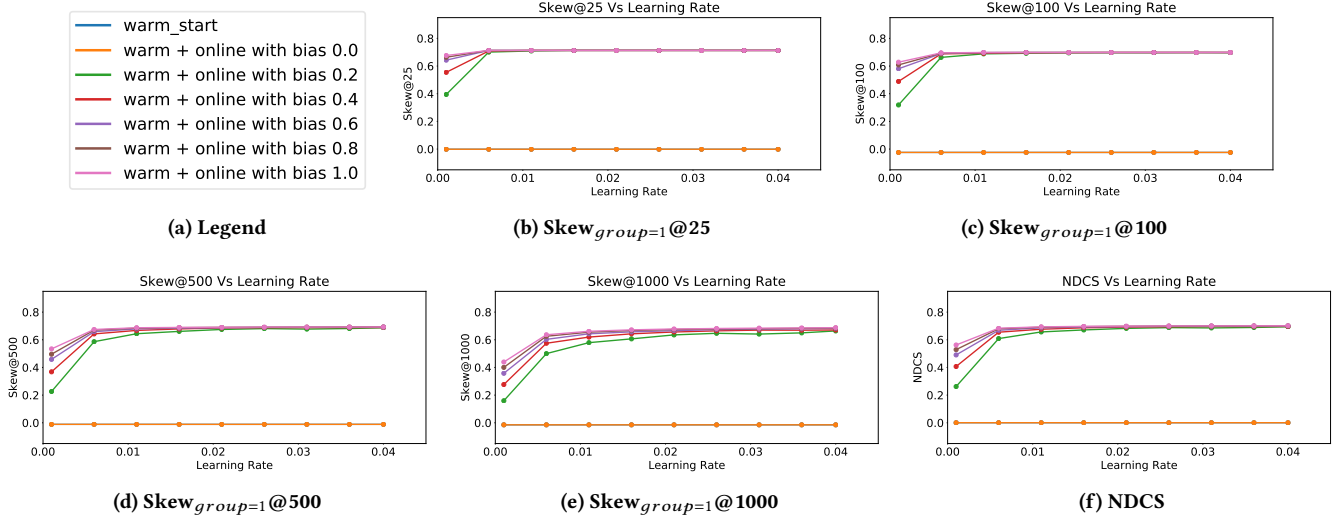 warm_start
warm + online with bias 0.0
warm + online with bias 0.2
warm + online with bias 0.4
warm + online with bias 0.6
warm + online with bias 0.8
warm + online with bias 1.0
(a) Legend
Skew@25 Vs Learning Rate
Skew@25
0.8
0.6
0.4
0.2
0.0
0.00 0.01 0.02 0.03 0.04
Learning Rate
(b) Skew_{group=1}@25
Skew@100 Vs Learning Rate
Skew@100
0.8
0.6
0.4
0.2
0.0
0.00 0.01 0.02 0.03 0.04
Learning Rate
(c) Skew_{group=1}@100
Skew@500 Vs Learning Rate
Skew@500
0.8
0.6
0.4
0.2
0.0
0.00 0.01 0.02 0.03 0.04
Learning Rate
(d) Skew_{group=1}@500
Skew@1000 Vs Learning Rate
Skew@1000
0.8
0.6
0.4
0.2
0.0
0.00 0.01 0.02 0.03 0.04
Learning Rate
(e) Skew_{group=1}@1000
NDCS Vs Learning Rate
NDCS
0.8
0.6
0.4
0.2
0.0
0.00 0.01 0.02 0.03 0.04
Learning Rate
(f) NDCS